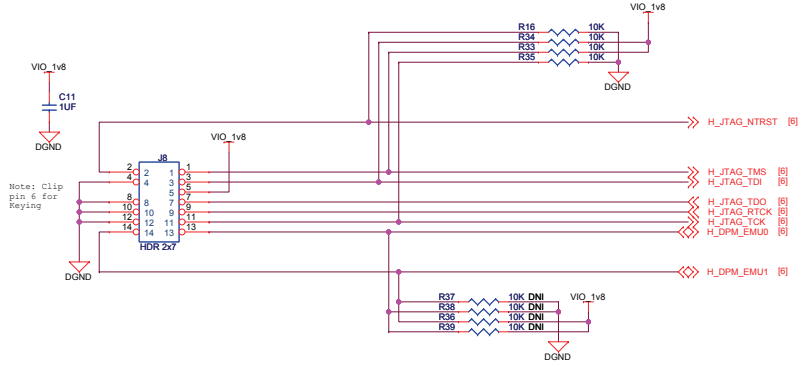 VIO_1v8
R16 10K
R34 10K
R33 10K
R35 10K
DGND
VIO_1v8
C11
1UF
DGND
VIO_1v8
H_JTAG_NTRST [6]
J8
2 2 1 1
4 4 3 3
5 5
8 8 7 7
10 10 9 9
12 12 11 11
14 14 13 13
HDR 2x7
Note: Clip
pin 6 for
Keying
DGND
H_JTAG_TMS [6]
H_JTAG_TDI [6]
H_JTAG_TDO [6]
H_JTAG_RTCK [6]
H_JTAG_TCK [6]
H_DPM_EMU0 [6]
H_DPM_EMU1 [6]
R37 10K DNI
R38 10K DNI
R36 10K DNI
R39 10K DNI
VIO_1v8
DGND